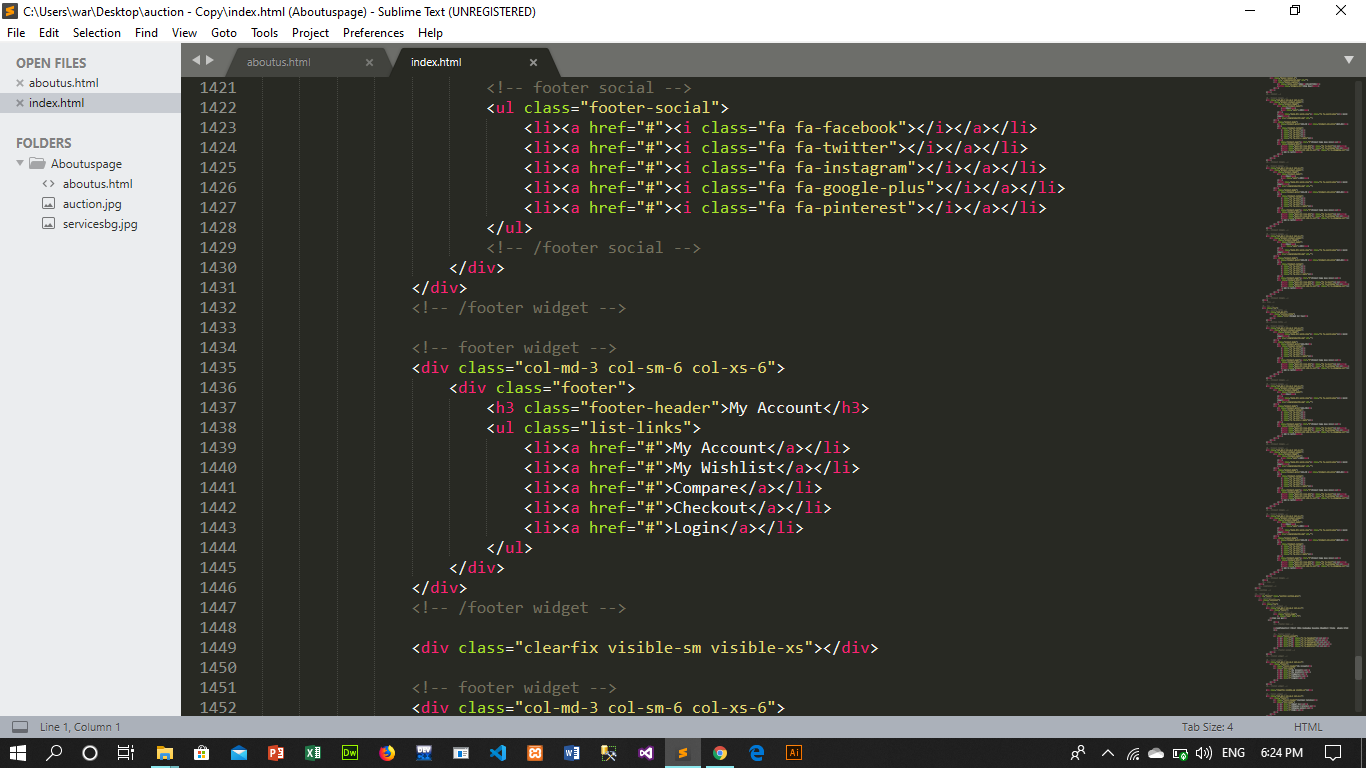 C:\Users\war\Desktop\auction - Copy\index.html (Aboutuspage) - Sublime Text (UNREGISTERED)
File Edit Selection Find View Goto Tools Project Preferences Help
OPEN FILES
aboutus.html
index.html
FOLDERS
Aboutuspage
aboutus.html
auction.jpg
servicesbg.jpg
aboutus.html index.html
1421 <!-- footer social -->
1422 <ul class="footer-social">
1423 <li><a href="#"><i class="fa fa-facebook"></i></a></li>
1424 <li><a href="#"><i class="fa fa-twitter"></i></a></li>
1425 <li><a href="#"><i class="fa fa-instagram"></i></a></li>
1426 <li><a href="#"><i class="fa fa-google-plus"></i></a></li>
1427 <li><a href="#"><i class="fa fa-pinterest"></i></a></li>
1428 </ul>
1429 <!-- /footer social -->
1430 </div>
1431 </div>
1432 <!-- /footer widget -->
1433
1434 <!-- footer widget -->
1435 <div class="col-md-3 col-sm-6 col-xs-6">
1436 <div class="footer">
1437 <h3 class="footer-header">My Account</h3>
1438 <ul class="list-links">
1439 <li><a href="#">My Account</a></li>
1440 <li><a href="#">My Wishlist</a></li>
1441 <li><a href="#">Compare</a></li>
1442 <li><a href="#">Checkout</a></li>
1443 <li><a href="#">Login</a></li>
1444 </ul>
1445 </div>
1446 </div>
1447 <!-- /footer widget -->
1448
1449 <div class="clearfix visible-sm visible-xs"></div>
1450
1451 <!-- footer widget -->
1452 <div class="col-md-3 col-sm-6 col-xs-6">
Line 1, Column 1 Tab Size: 4 HTML
Dw Ai ENG 6:24 PM